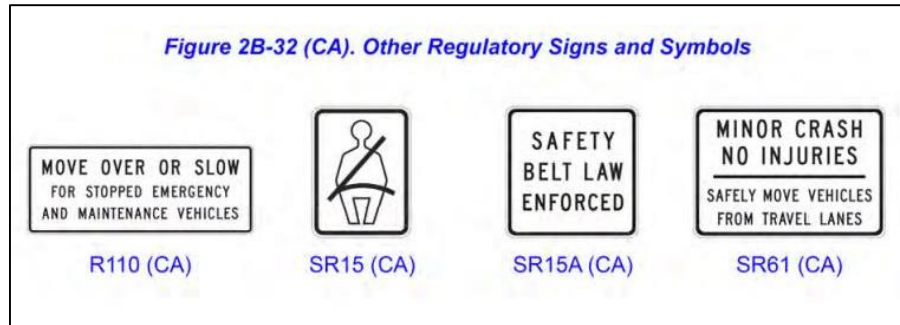 Figure 2B-32 (CA). Other Regulatory Signs and Symbols
MOVE OVER OR SLOW
FOR STOPPED EMERGENCY
AND MAINTENANCE VEHICLES
R110 (CA)
SR15 (CA)
SAFETY
BELT LAW
ENFORCED
SR15A (CA)
MINOR CRASH
NO INJURIES
SAFELY MOVE VEHICLES
FROM TRAVEL LANES
SR61 (CA)